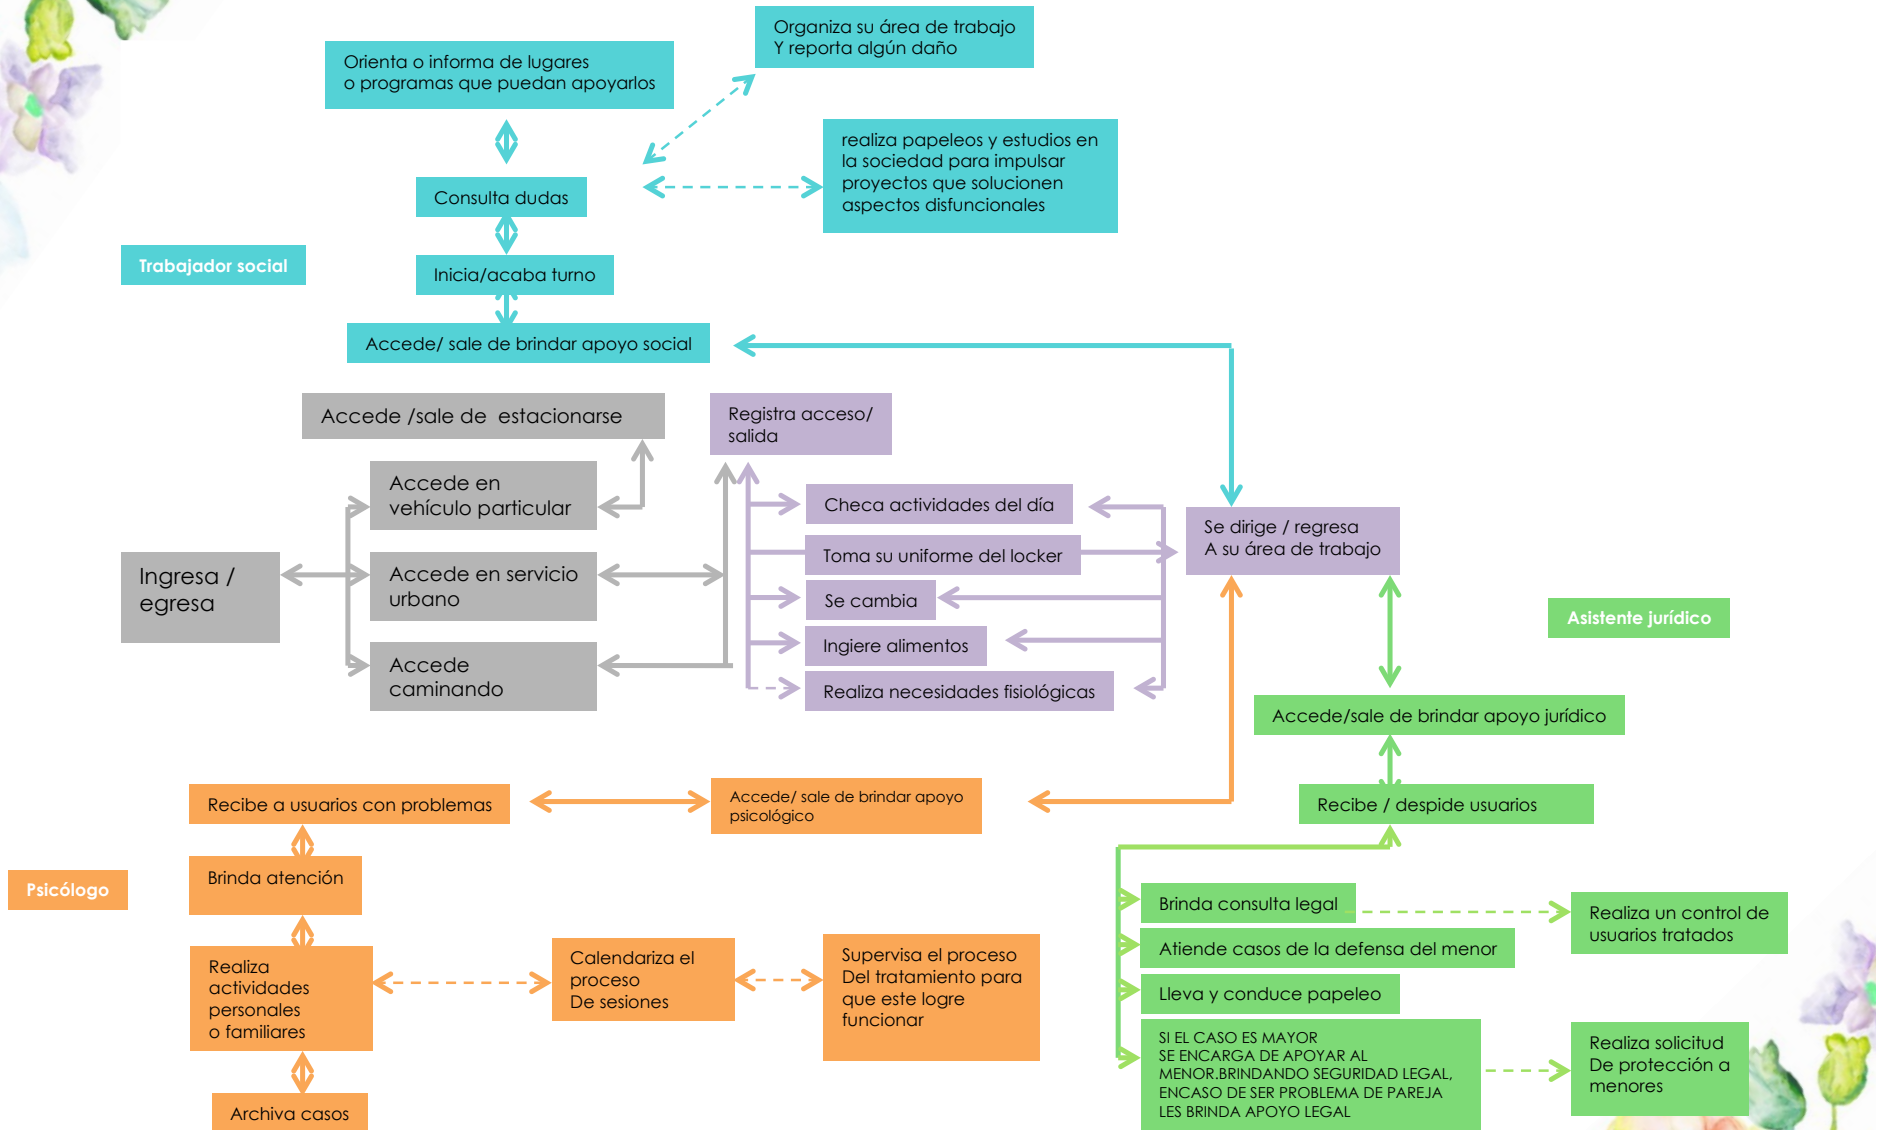 Organiza su área de trabajo
Y reporta algún daño
Orienta o informa de lugares
o programas que puedan apoyarlos
realiza papeleos y estudios en
la sociedad para impulsar
proyectos que solucionen
aspectos disfuncionales
Consulta dudas
Trabajador social
Inicia/acaba turno
Accede/ sale de brindar apoyo social
Accede /sale de  estacionarse
Registra acceso/
salida
Accede en
vehículo particular
Checa actividades del día
Se dirige / regresa
A su área de trabajo
Toma su uniforme del locker
Ingresa /
egresa
Accede en servicio
urbano
Se cambia
Asistente jurídico
Ingiere alimentos
Accede
caminando
Realiza necesidades fisiológicas
Accede/sale de brindar apoyo jurídico
Recibe a usuarios con problemas
Accede/ sale de brindar apoyo
psicológico
Recibe / despide usuarios
Psicólogo
Brinda atención
Brinda consulta legal
Realiza un control de
usuarios tratados
Atiende casos de la defensa del menor
Realiza
actividades
personales
o familiares
Calendariza el
proceso
De sesiones
Supervisa el proceso
Del tratamiento para
que este logre
funcionar
Lleva y conduce papeleo
SI EL CASO ES MAYOR
SE ENCARGA DE APOYAR AL
MENOR.BRINDANDO SEGURIDAD LEGAL,
ENCASO DE SER PROBLEMA DE PAREJA
LES BRINDA APOYO LEGAL
Realiza solicitud
De protección a
menores
Archiva casos